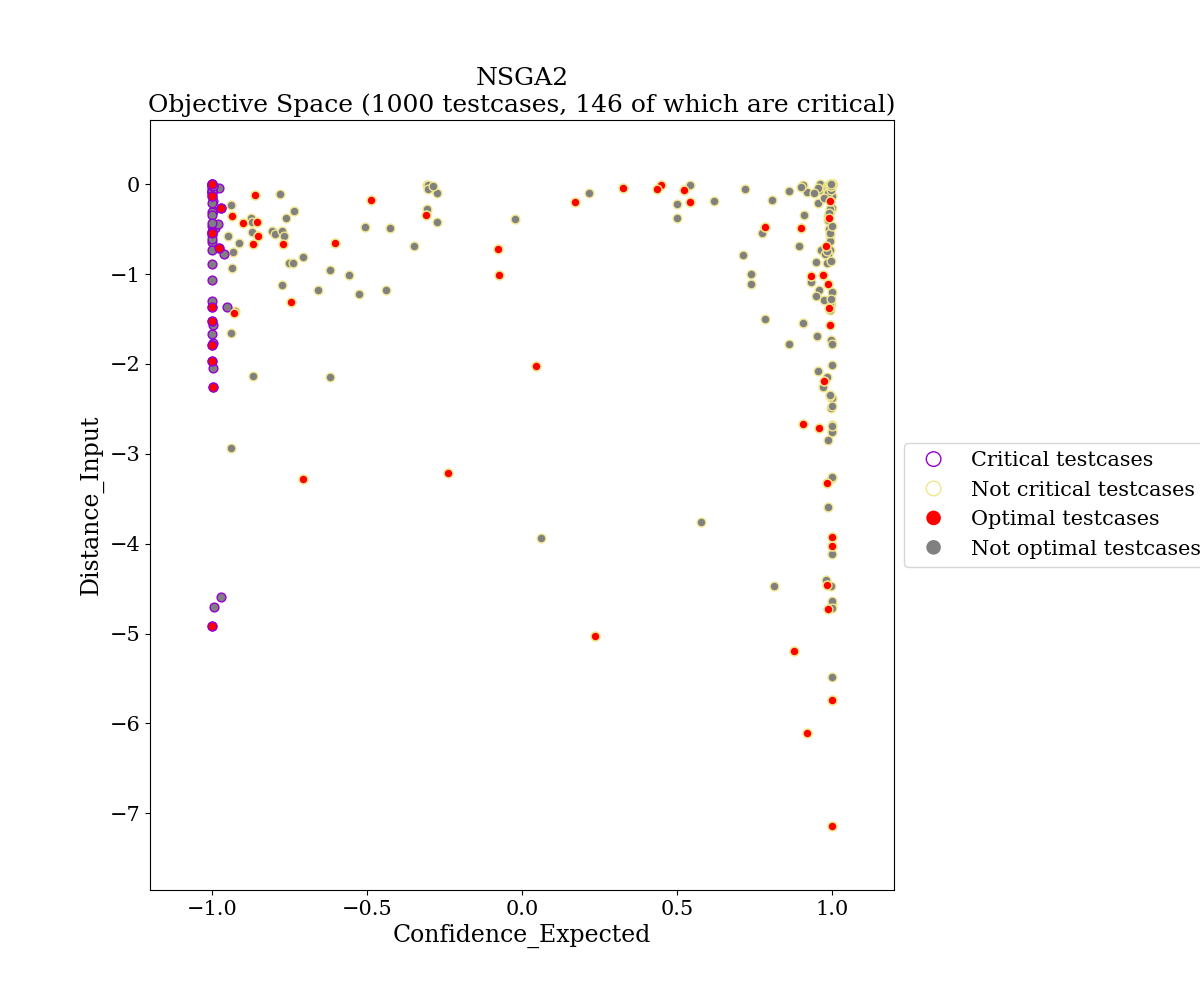 NSGA2
Objective Space (1000 testcases, 146 of which are critical)
0
−1
−2
−3
−4
−5
−6
−7
Distance_Input
−1.0
−0.5
0.0
0.5
1.0
Confidence_Expected
Critical testcases
Not critical testcases
Optimal testcases
Not optimal testcases